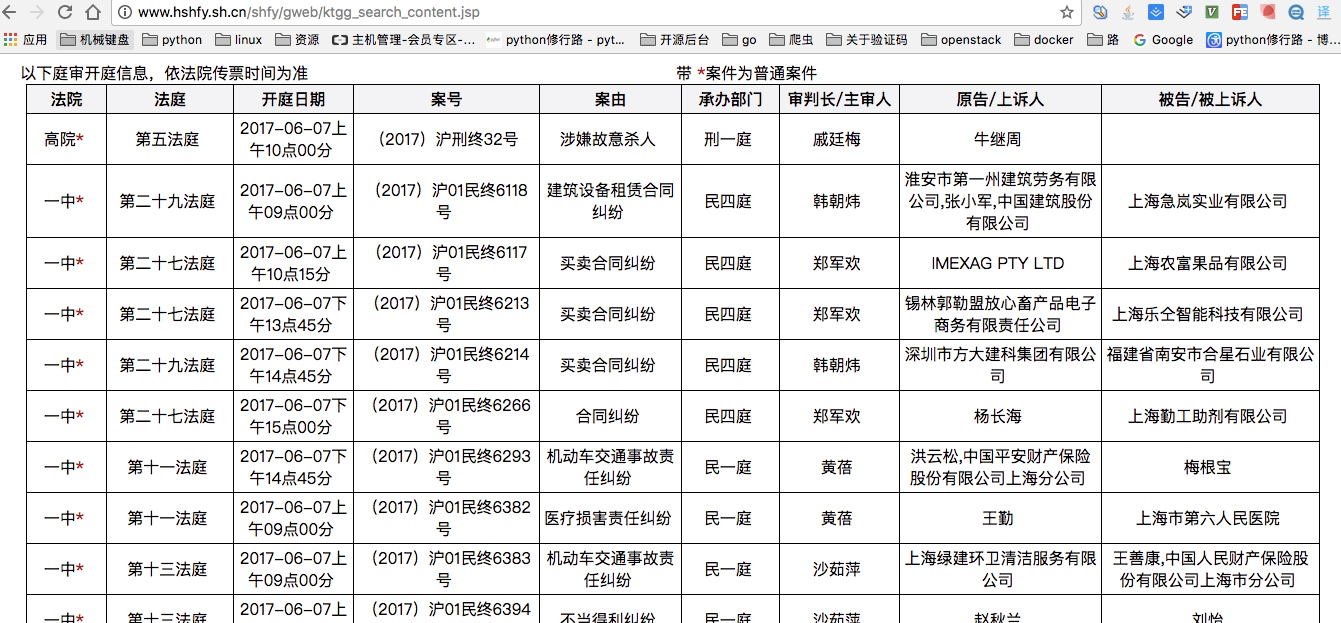 www.hshfy.sh.cn/shfy/gweb/ktgg_search_content.jsp
应用 机械键盘 python linux 资源 主机管理-会员专区-... python修行路 - pyt... 开源后台 go 爬虫 关于验证码 openstack docker 路 Google python修行路 - 博...
以下庭审开庭信息，依法院传票时间为准 带 *案件为普通案件
法院 法庭 开庭日期 案号 案由 承办部门 审判长/主审人 原告/上诉人 被告/被上诉人
高院* 第五法庭 2017-06-07上午10点00分 （2017）沪刑终32号 涉嫌故意杀人 刑一庭 戚廷梅 牛继周
一中* 第二十九法庭 2017-06-07上午09点00分 （2017）沪01民终6118号 建筑设备租赁合同纠纷 民四庭 韩朝炜 淮安市第一州建筑劳务有限公司,张小军,中国建筑股份有限公司 上海急岚实业有限公司
一中* 第二十七法庭 2017-06-07上午10点15分 （2017）沪01民终6117号 买卖合同纠纷 民四庭 郑军欢 IMEXAG PTY LTD 上海农富果品有限公司
一中* 第二十七法庭 2017-06-07下午13点45分 （2017）沪01民终6213号 买卖合同纠纷 民四庭 郑军欢 锡林郭勒盟放心畜产品电子商务有限责任公司 上海乐仝智能科技有限公司
一中* 第二十九法庭 2017-06-07下午14点45分 （2017）沪01民终6214号 买卖合同纠纷 民四庭 韩朝炜 深圳市方大建科集团有限公司 福建省南安市合星石业有限公司
一中* 第二十七法庭 2017-06-07下午15点00分 （2017）沪01民终6266号 合同纠纷 民四庭 郑军欢 杨长海 上海勤工助剂有限公司
一中* 第十一法庭 2017-06-07下午14点45分 （2017）沪01民终6293号 机动车交通事故责任纠纷 民一庭 黄蓓 洪云松,中国平安财产保险股份有限公司上海分公司 梅根宝
一中* 第十一法庭 2017-06-07上午09点00分 （2017）沪01民终6382号 医疗损害责任纠纷 民一庭 黄蓓 王勤 上海市第六人民医院
一中* 第十三法庭 2017-06-07上午09点00分 （2017）沪01民终6383号 机动车交通事故责任纠纷 民一庭 沙茹萍 上海绿建环卫清洁服务有限公司 王善康,中国人民财产保险股份有限公司上海市分公司
一中* 第十三法庭 2017-06-07上 （2017）沪01民终6394 不当得利纠纷 民一庭 沙茹萍 赵秋兰 刘怡